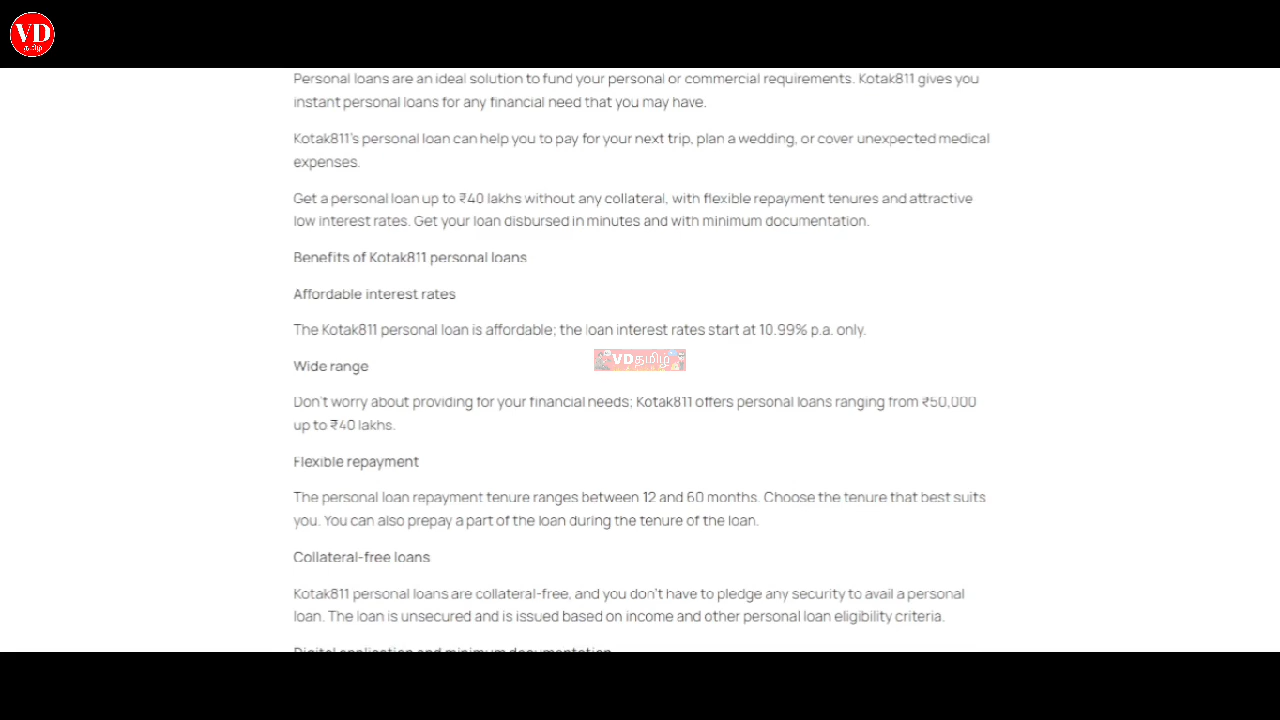 VD
தமிழ்
Personal loans are an ideal solution to fund your personal or commercial requirements. Kotak811 gives you
instant personal loans for any financial need that you may have.
Kotak811's personal loan can help you to pay for your next trip, plan a wedding, or cover unexpected medical
expenses.
Get a personal loan up to ₹40 lakhs without any collateral, with flexible repayment tenures and attractive
low interest rates. Get your loan disbursed in minutes and with minimum documentation.
Benefits of Kotak811 personal loans
Affordable interest rates
The Kotak811 personal loan is affordable; the loan interest rates start at 10.99% p.a. only.
Wide range
VDதமிழ்
Don't worry about providing for your financial needs; Kotak811 offers personal loans ranging from ₹50,000
up to ₹40 lakhs.
Flexible repayment
The personal loan repayment tenure ranges between 12 and 60 months. Choose the tenure that best suits
you. You can also prepay a part of the loan during the tenure of the loan.
Collateral-free loans
Kotak811 personal loans are collateral-free, and you don't have to pledge any security to avail a personal
loan. The loan is unsecured and is issued based on income and other personal loan eligibility criteria.
Digital application and minimum documentation